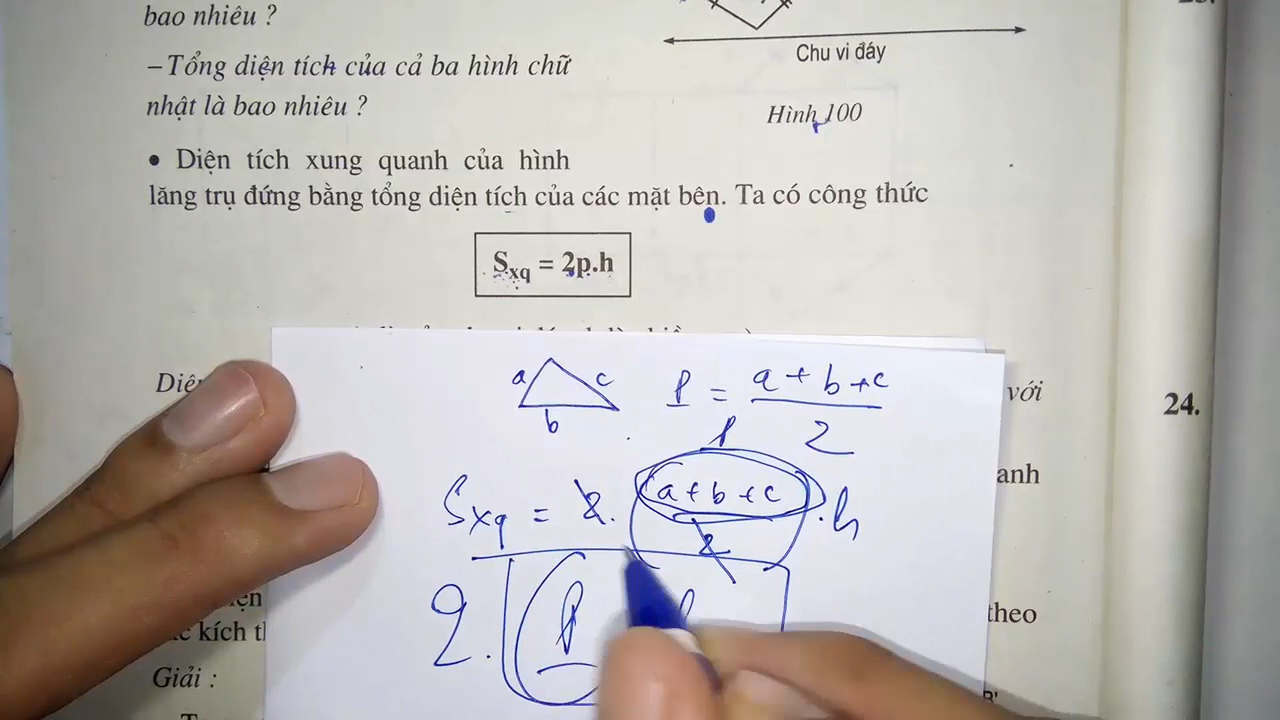 bao nhiêu ?
–Tổng diện tích của cả ba hình chữ
nhật là bao nhiêu ?
Chu vi đáy
Hình 100
• Diện tích xung quanh của hình
lăng trụ đứng bằng tổng diện tích của các mặt bên. Ta có công thức
Sxq = 2p.h
với
24.
anh
theo
Giải :
a c
b
P = a + b + c / 2
P
Sxq = 2. (a + b + c) / 2 . h
2. P